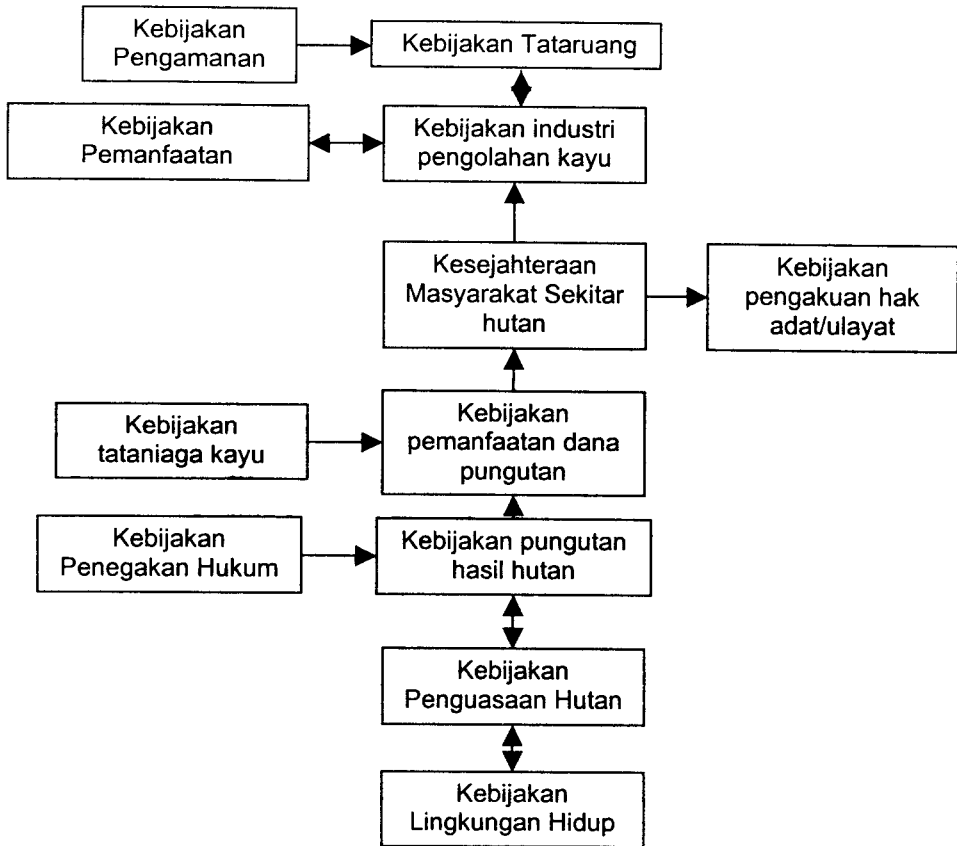 Kebijakan
Pengamanan
Kebijakan Tataruang
Kebijakan
Pemanfaatan
Kebijakan industri
pengolahan kayu
Kesejahteraan
Masyarakat Sekitar
hutan
Kebijakan
pengakuan hak
adat/ulayat
Kebijakan
tataniaga kayu
Kebijakan
pemanfaatan dana
pungutan
Kebijakan
Penegakan Hukum
Kebijakan pungutan
hasil hutan
Kebijakan
Penguasaan Hutan
Kebijakan
Lingkungan Hidup